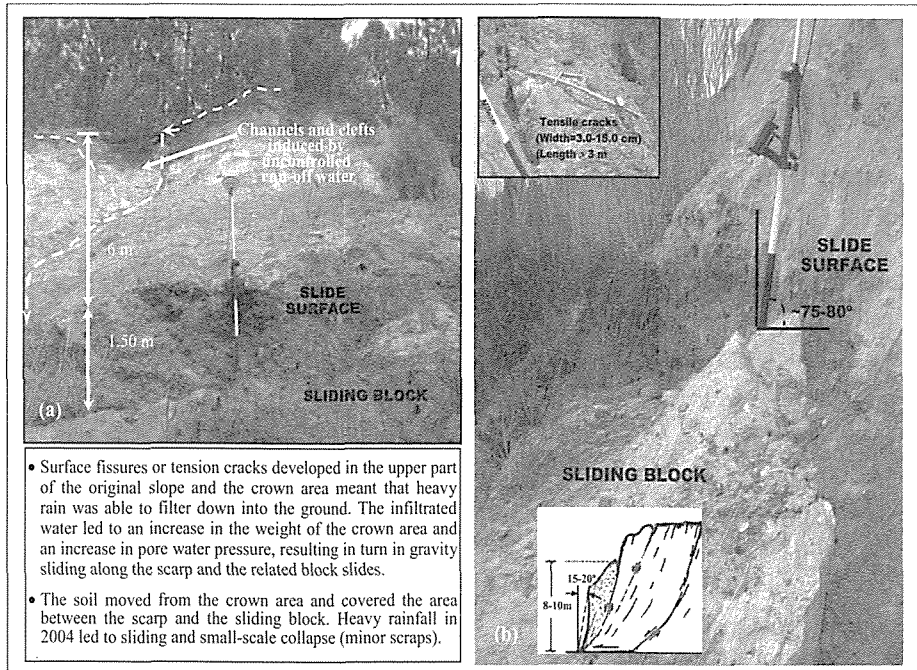 Channels and clefts
induced by
uncontrolled
run-off water
6 m
SLIDE
SURFACE
1.50 m
SLIDING BLOCK
(a)
• Surface fissures or tension cracks developed in the upper part
of the original slope and the crown area meant that heavy
rain was able to filter down into the ground. The infiltrated
water led to an increase in the weight of the crown area and
an increase in pore water pressure, resulting in turn in gravity
sliding along the scarp and the related block slides.
• The soil moved from the crown area and covered the area
between the scarp and the sliding block. Heavy rainfall in
2004 led to sliding and small-scale collapse (minor scraps).
Tensile cracks
(Width=3.0-15.0 cm)
(Length > 3 m
SLIDE
SURFACE
~75-80°
SLIDING BLOCK
15-20°
8-10m
(b)